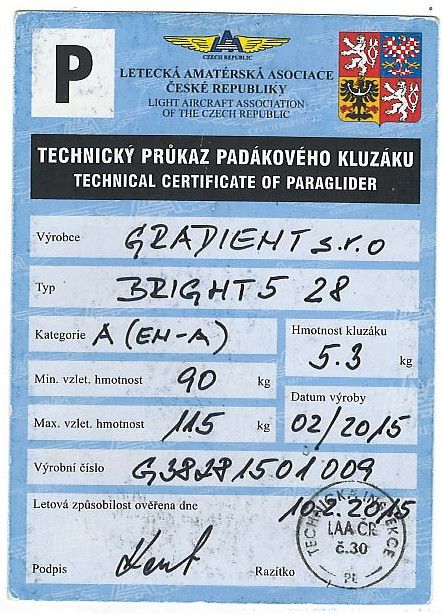 P
CZECH REPUBLIC
LETECKÁ AMATÉRSKÁ ASOCIACE
ČESKÉ REPUBLIKY
LIGHT AIRCRAFT ASSOCIATION
OF THE CZECH REPUBLIC
TECHNICKÝ PRŮKAZ PADÁKOVÉHO KLUZÁKU
TECHNICAL CERTIFICATE OF PARAGLIDER
Výrobce GRADIENT s.r.o
Typ BRIGHT 5 28
Kategorie A (EN-A)
Hmotnost kluzáku
5.3 kg
Min. vzlet. hmotnost 90 kg
Datum výroby
02/2015
Max. vzlet. hmotnost 115 kg
Výrobní číslo G38281501009
Letová způsobilost ověřena dne 10.2.2015
TECHNICKÁ INSPEKCE
LAA ČR
č.30
Podpis Razítko